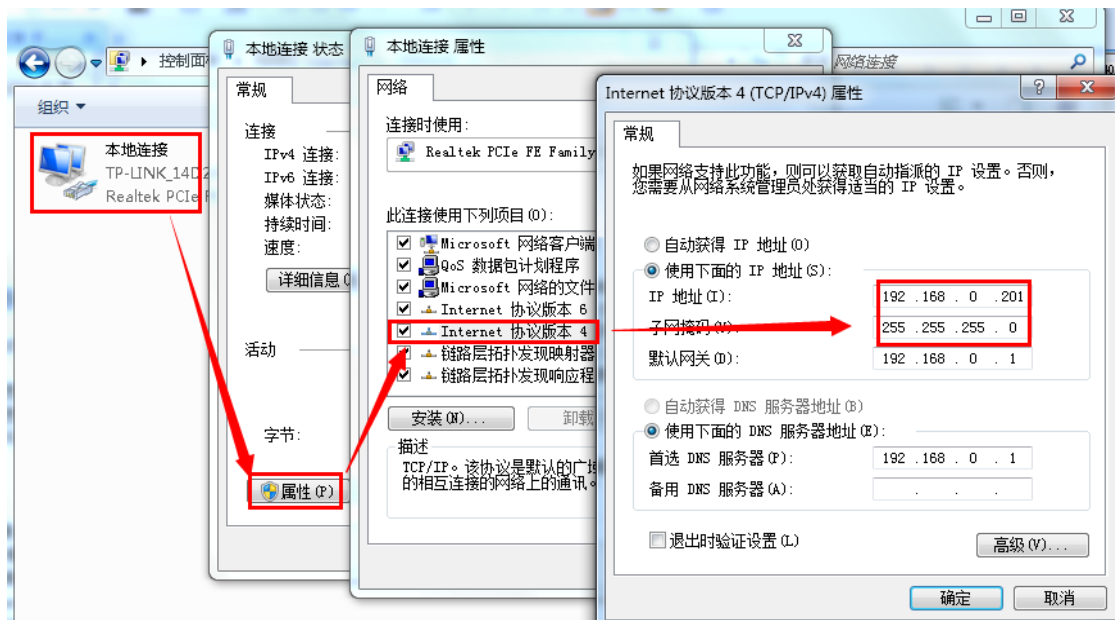 控制面
组织
本地连接
TP-LINK_14D2
Realtek PCIe F
本地连接 状态
常规
连接
IPv4 连接:
IPv6 连接:
媒体状态:
持续时间:
速度:
详细信息(
活动
字节:
属性(P)
本地连接 属性
网络
连接时使用:
Realtek PCIe FE Family
此连接使用下列项目(O):
Microsoft 网络客户端
QoS 数据包计划程序
Microsoft 网络的文件
Internet 协议版本 6
Internet 协议版本 4
链路层拓扑发现映射器
链路层拓扑发现响应程
安装(N)...
卸载
描述
TCP/IP。该协议是默认的广域
的相互连接的网络上的通讯。
网络连接
Internet 协议版本 4 (TCP/IPv4) 属性
常规
如果网络支持此功能，则可以获取自动指派的 IP 设置。否则，
您需要从网络系统管理员处获得适当的 IP 设置。
自动获得 IP 地址(O)
使用下面的 IP 地址(S):
IP 地址(I): 192 .168 . 0 .201
子网掩码(U): 255 .255 .255 . 0
默认网关(D): 192 .168 . 0 . 1
自动获得 DNS 服务器地址(B)
使用下面的 DNS 服务器地址(E):
首选 DNS 服务器(P): 192 .168 . 0 . 1
备用 DNS 服务器(A): . . .
退出时验证设置(L)
高级(V)...
确定
取消